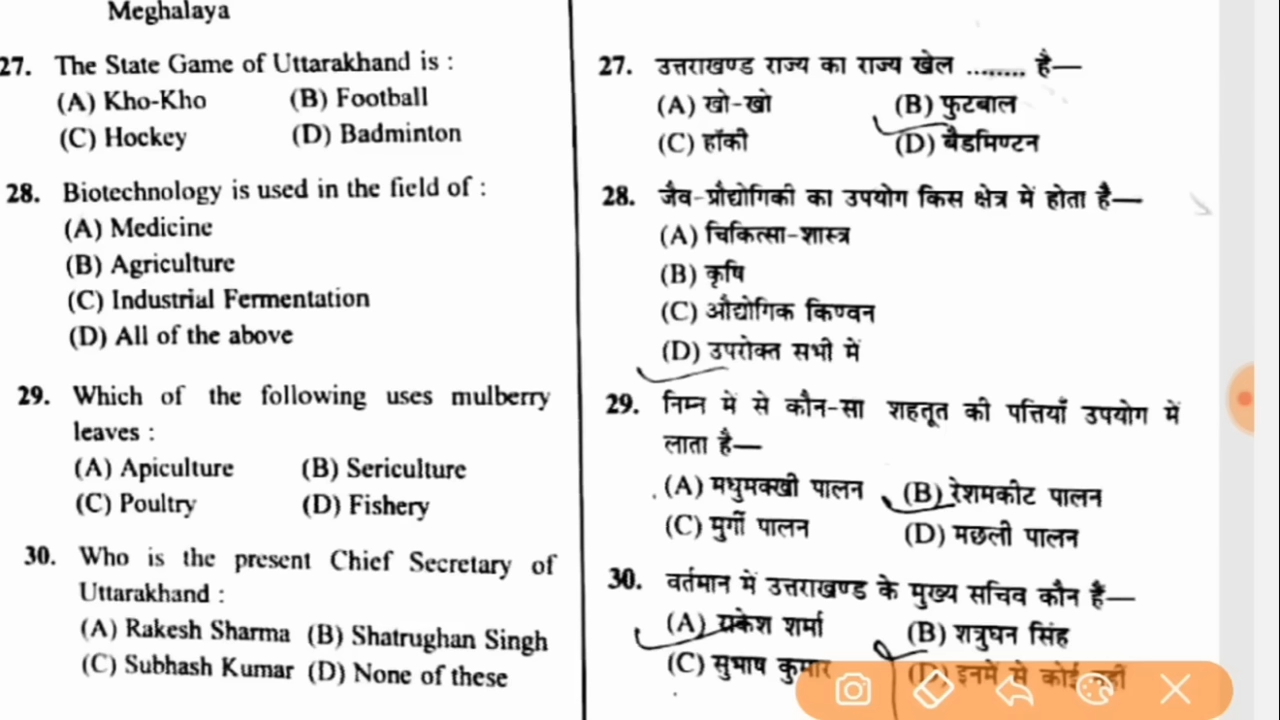 Meghalaya
27. The State Game of Uttarakhand is :
(A) Kho-Kho (B) Football
(C) Hockey (D) Badminton
28. Biotechnology is used in the field of :
(A) Medicine
(B) Agriculture
(C) Industrial Fermentation
(D) All of the above
29. Which of the following uses mulberry
leaves :
(A) Apiculture (B) Sericulture
(C) Poultry (D) Fishery
30. Who is the present Chief Secretary of
Uttarakhand :
(A) Rakesh Sharma (B) Shatrughan Singh
(C) Subhash Kumar (D) None of these
27. उत्तराखण्ड राज्य का राज्य खेल ........ है—
(A) खो-खो (B) फुटबाल
(C) हॉकी (D) बैडमिण्टन
28. जैव-प्रौद्योगिकी का उपयोग किस क्षेत्र में होता है—
(A) चिकित्सा-शास्त्र
(B) कृषि
(C) औद्योगिक किण्वन
(D) उपरोक्त सभी में
29. निम्न में से कौन-सा शहतूत की पत्तियाँ उपयोग में
लाता है—
(A) मधुमक्खी पालन (B) रेशमकीट पालन
(C) मुर्गी पालन (D) मछली पालन
30. वर्तमान में उत्तराखण्ड के मुख्य सचिव कौन हैं—
(A) राकेश शर्मा (B) शत्रुघन सिंह
(C) सुभाष कुमार (D) इनमें से कोई नहीं